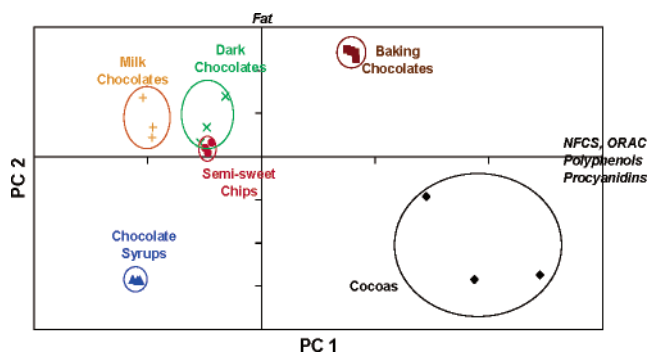 Fat
Milk
Chocolates
Dark
Chocolates
Baking
Chocolates
NFCS, ORAC
Polyphenols
Procyanidins
PC 2
Semi-sweet
Chips
Chocolate
Syrups
Cocoas
PC 1